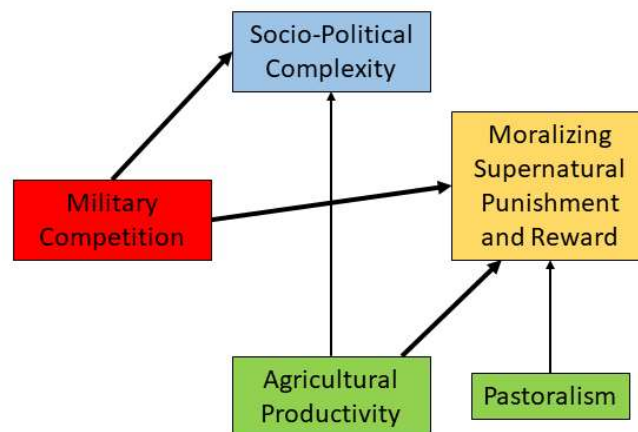 Socio-Political
Complexity
Moralizing
Supernatural
Punishment
and Reward
Military
Competition
Agricultural
Productivity
Pastoralism